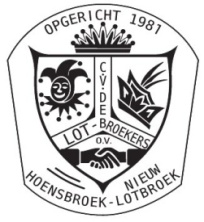 OPGERICHT 1981
C.V. DE
LOT-BROEKERS
O.V.
NIEUW
HOENSBROEK-LOTBROEK